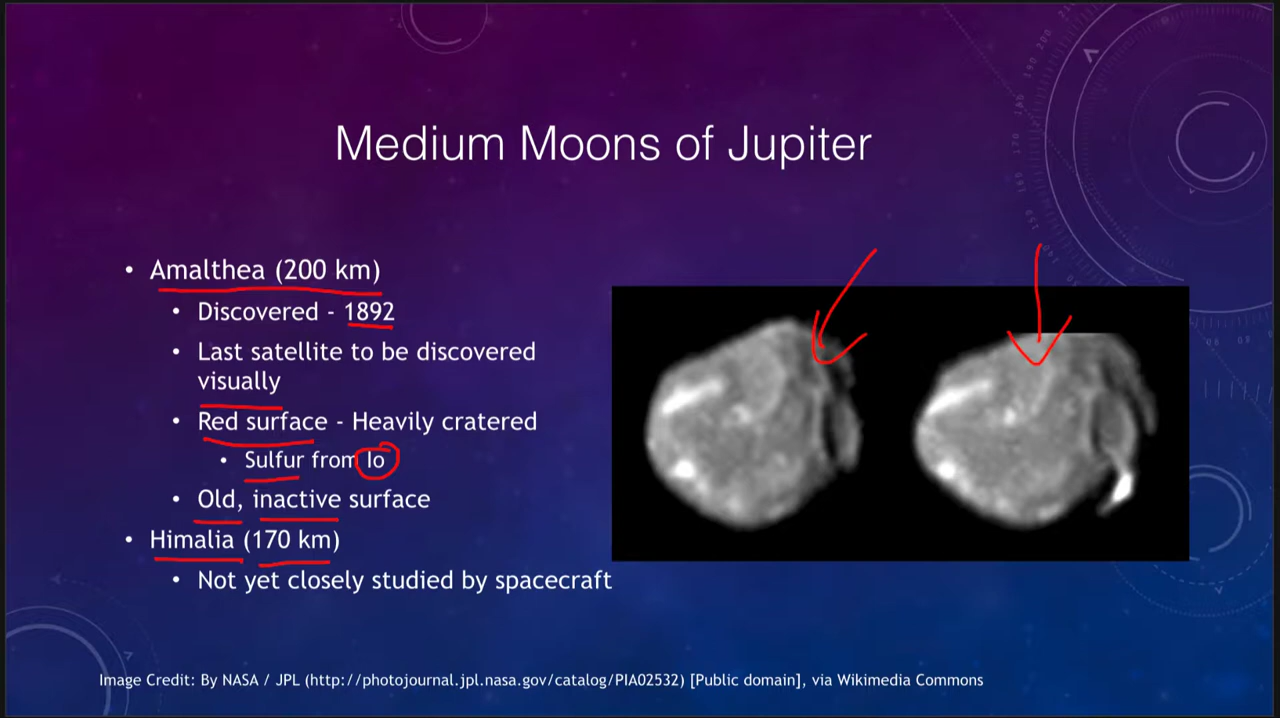 Medium Moons of Jupiter
• Amalthea (200 km)
• Discovered - 1892
• Last satellite to be discovered
visually
• Red surface - Heavily cratered
• Sulfur from Io
• Old, inactive surface
• Himalia (170 km)
• Not yet closely studied by spacecraft
Image Credit: By NASA / JPL (http://photojournal.jpl.nasa.gov/catalog/PIA02532) [Public domain], via Wikimedia Commons